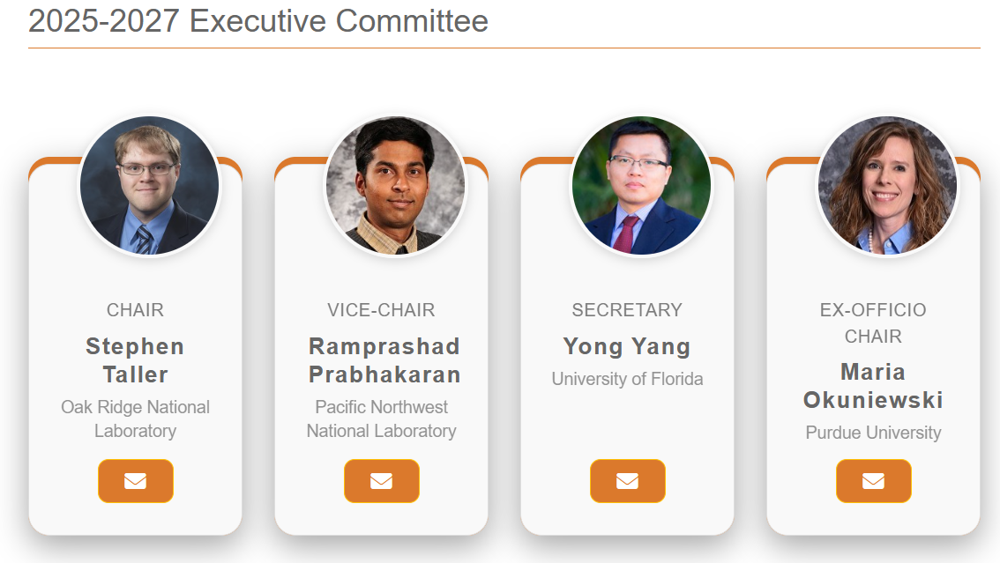 2025-2027 Executive Committee
CHAIR
Stephen
Taller
Oak Ridge National
Laboratory
VICE-CHAIR
Ramprashad
Prabhakaran
Pacific Northwest
National Laboratory
SECRETARY
Yong Yang
University of Florida
EX-OFFICIO
CHAIR
Maria
Okuniewski
Purdue University